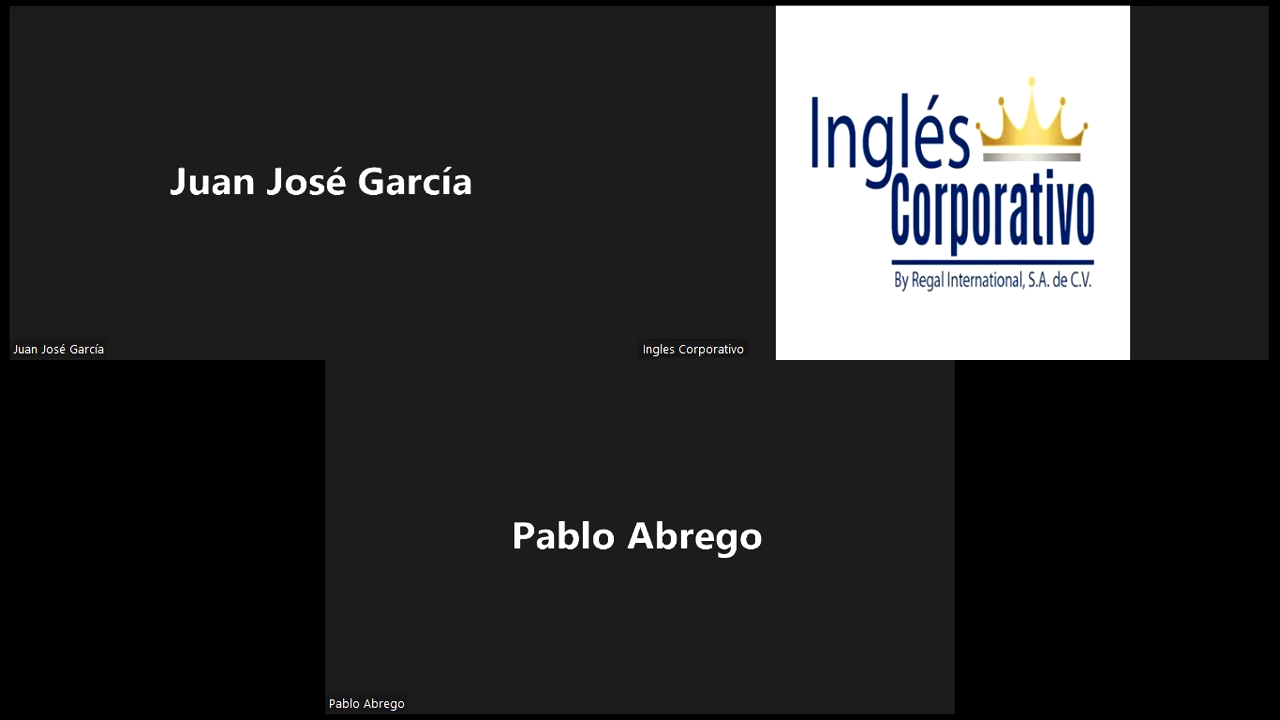 Juan José García
Juan José García
Inglés
Corporativo
By Regal International, S.A. de C.V.
Ingles Corporativo
Pablo Abrego
Pablo Abrego